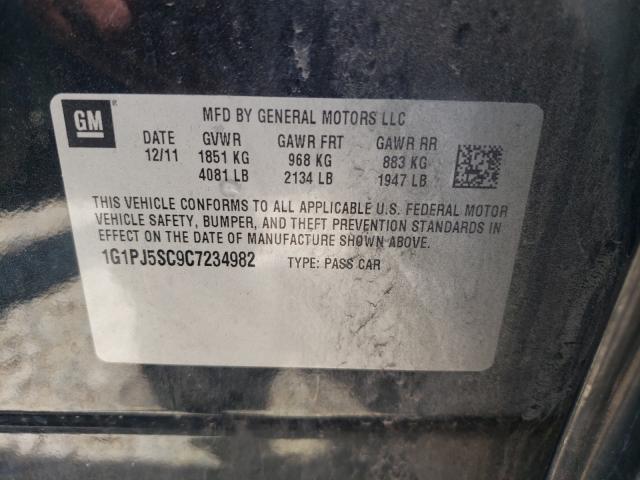 GM
MFD BY GENERAL MOTORS LLC
DATE GVWR GAWR FRT GAWR RR
12/11 1851 KG 968 KG 883 KG
4081 LB 2134 LB 1947 LB
THIS VEHICLE CONFORMS TO ALL APPLICABLE U.S. FEDERAL MOTOR
VEHICLE SAFETY, BUMPER, AND THEFT PREVENTION STANDARDS IN
EFFECT ON THE DATE OF MANUFACTURE SHOWN ABOVE.
1G1PJ5SC9C7234982 TYPE: PASS CAR